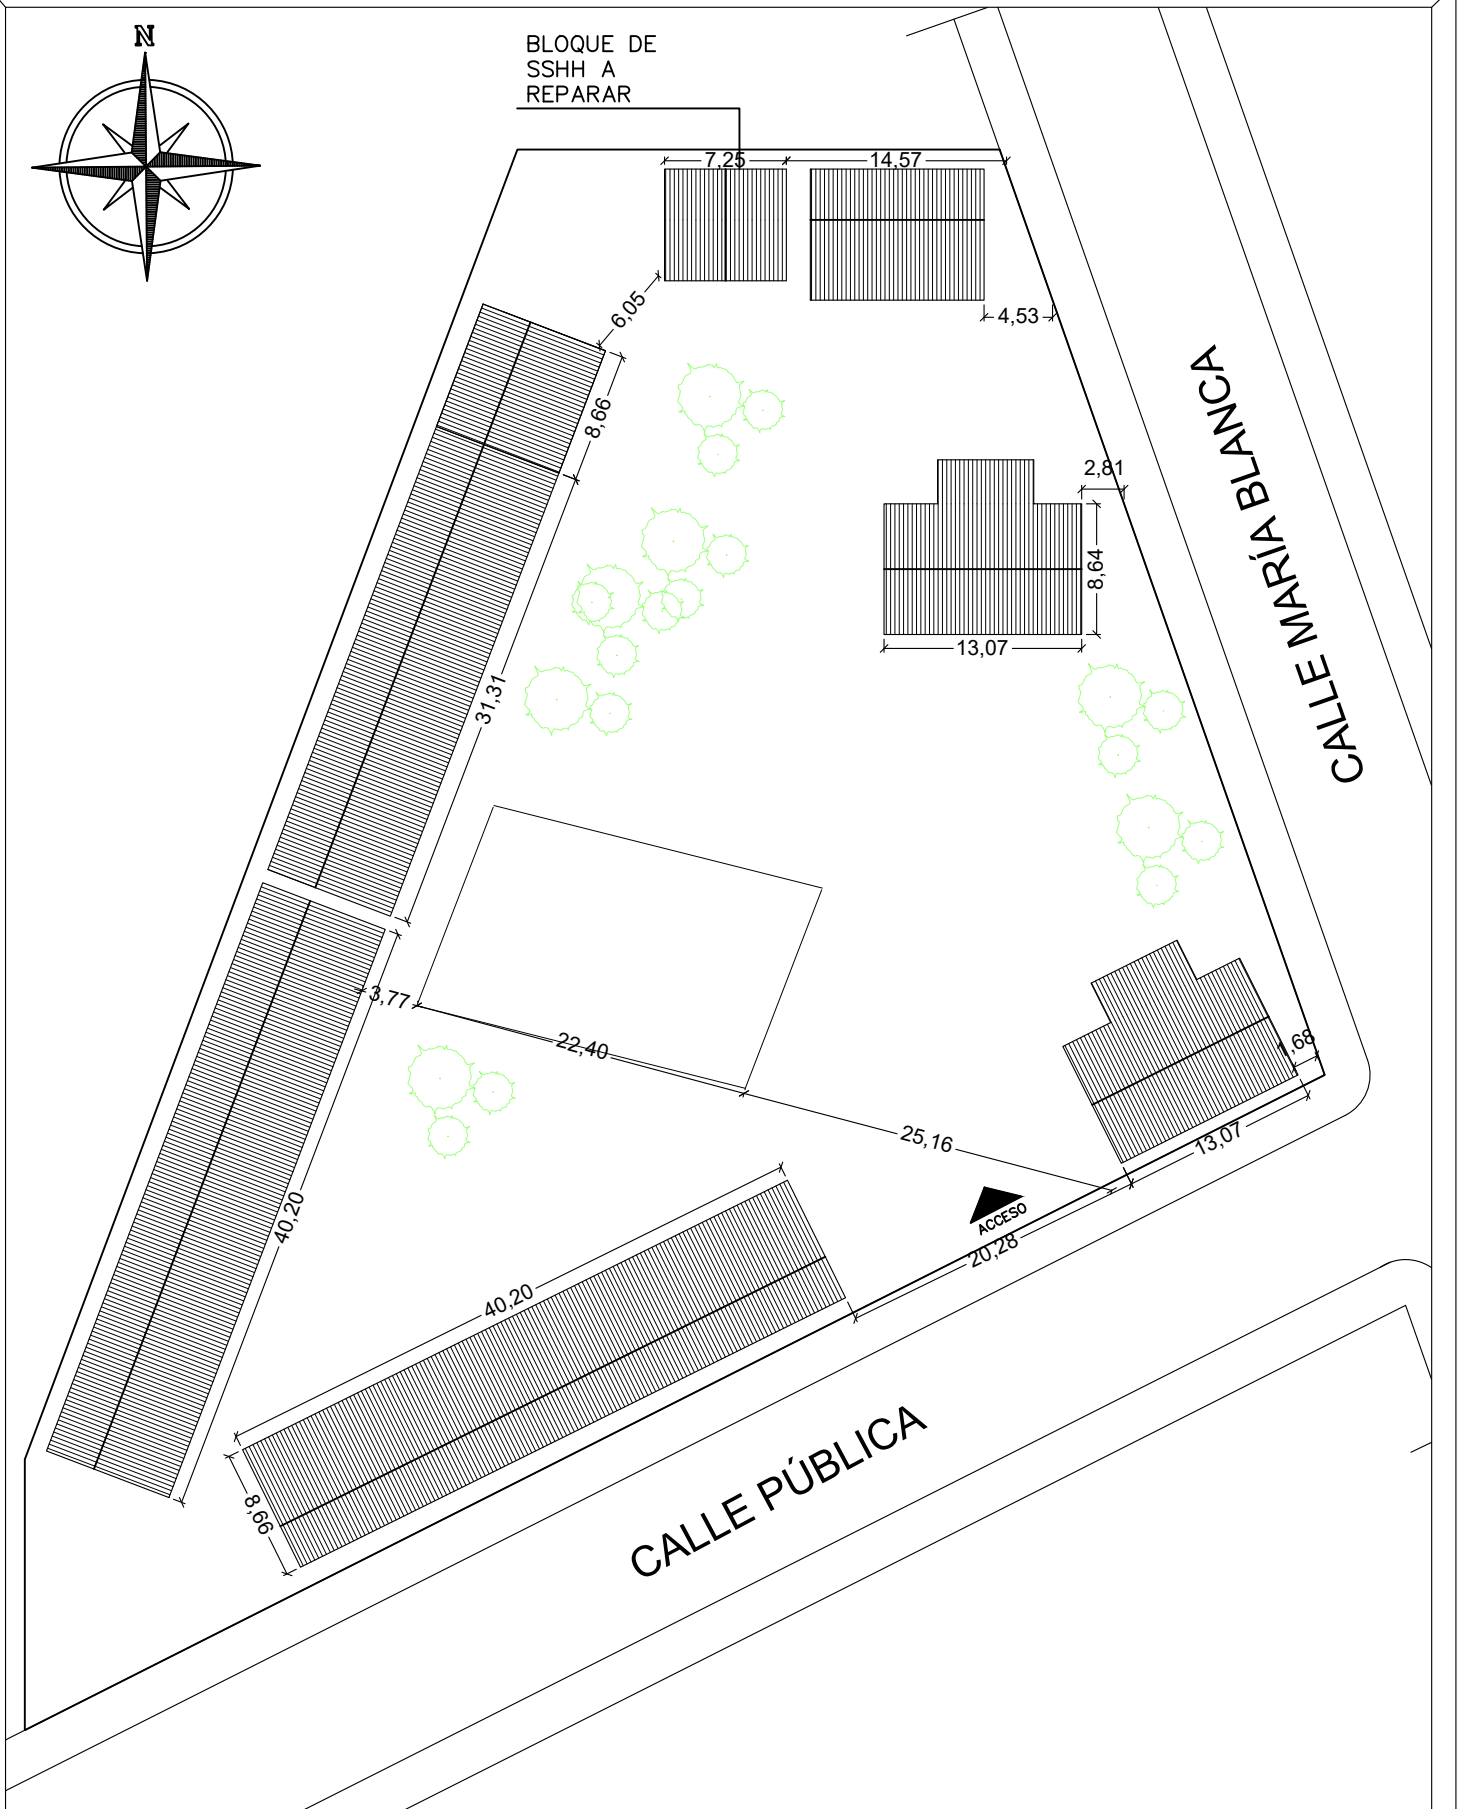 N
BLOQUE DE
SSHH A
REPARAR
7,25
14,57
6,05
4,53
8,66
2,81
8,64
13,07
CALLE MARÍA BLANCA
31,31
3,77
22,40
1,68
25,16
13,07
ACCESO
20,28
40,20
40,20
8,66
CALLE PÚBLICA